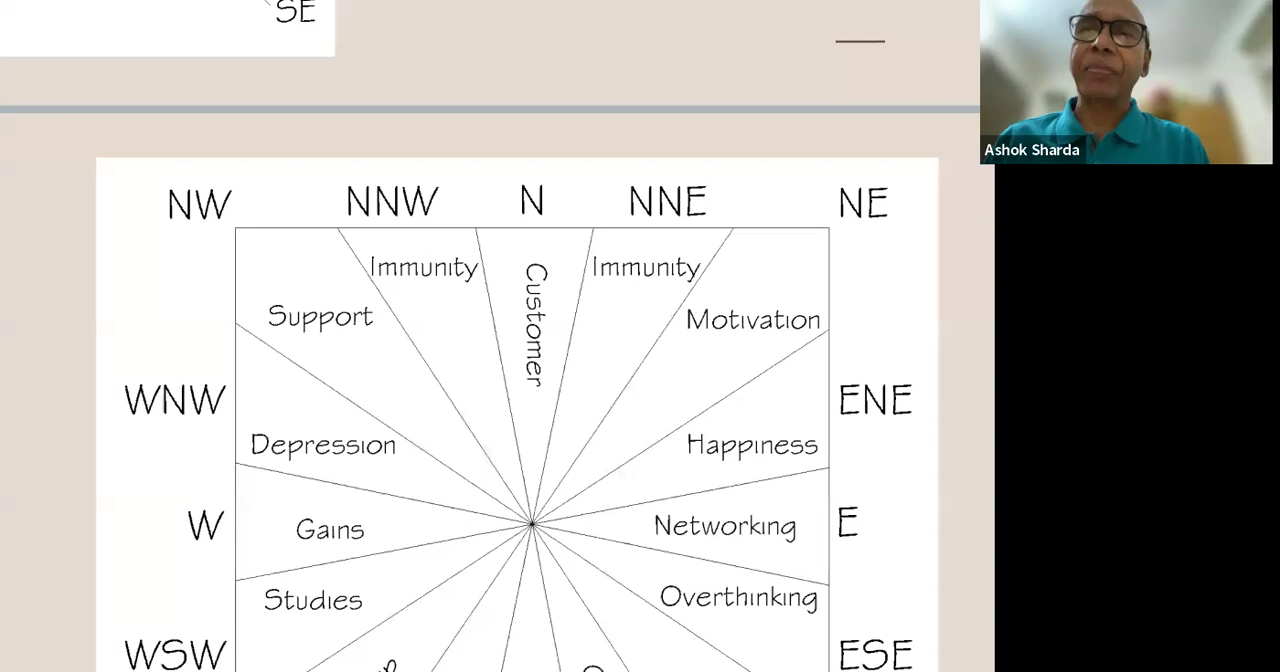 SE
Ashok Sharda
NW NNW N NNE NE
Immunity Customer Immunity
Support Motivation
WNW ENE
Depression Happiness
W Gains Networking E
Studies Overthinking
WSW ESE